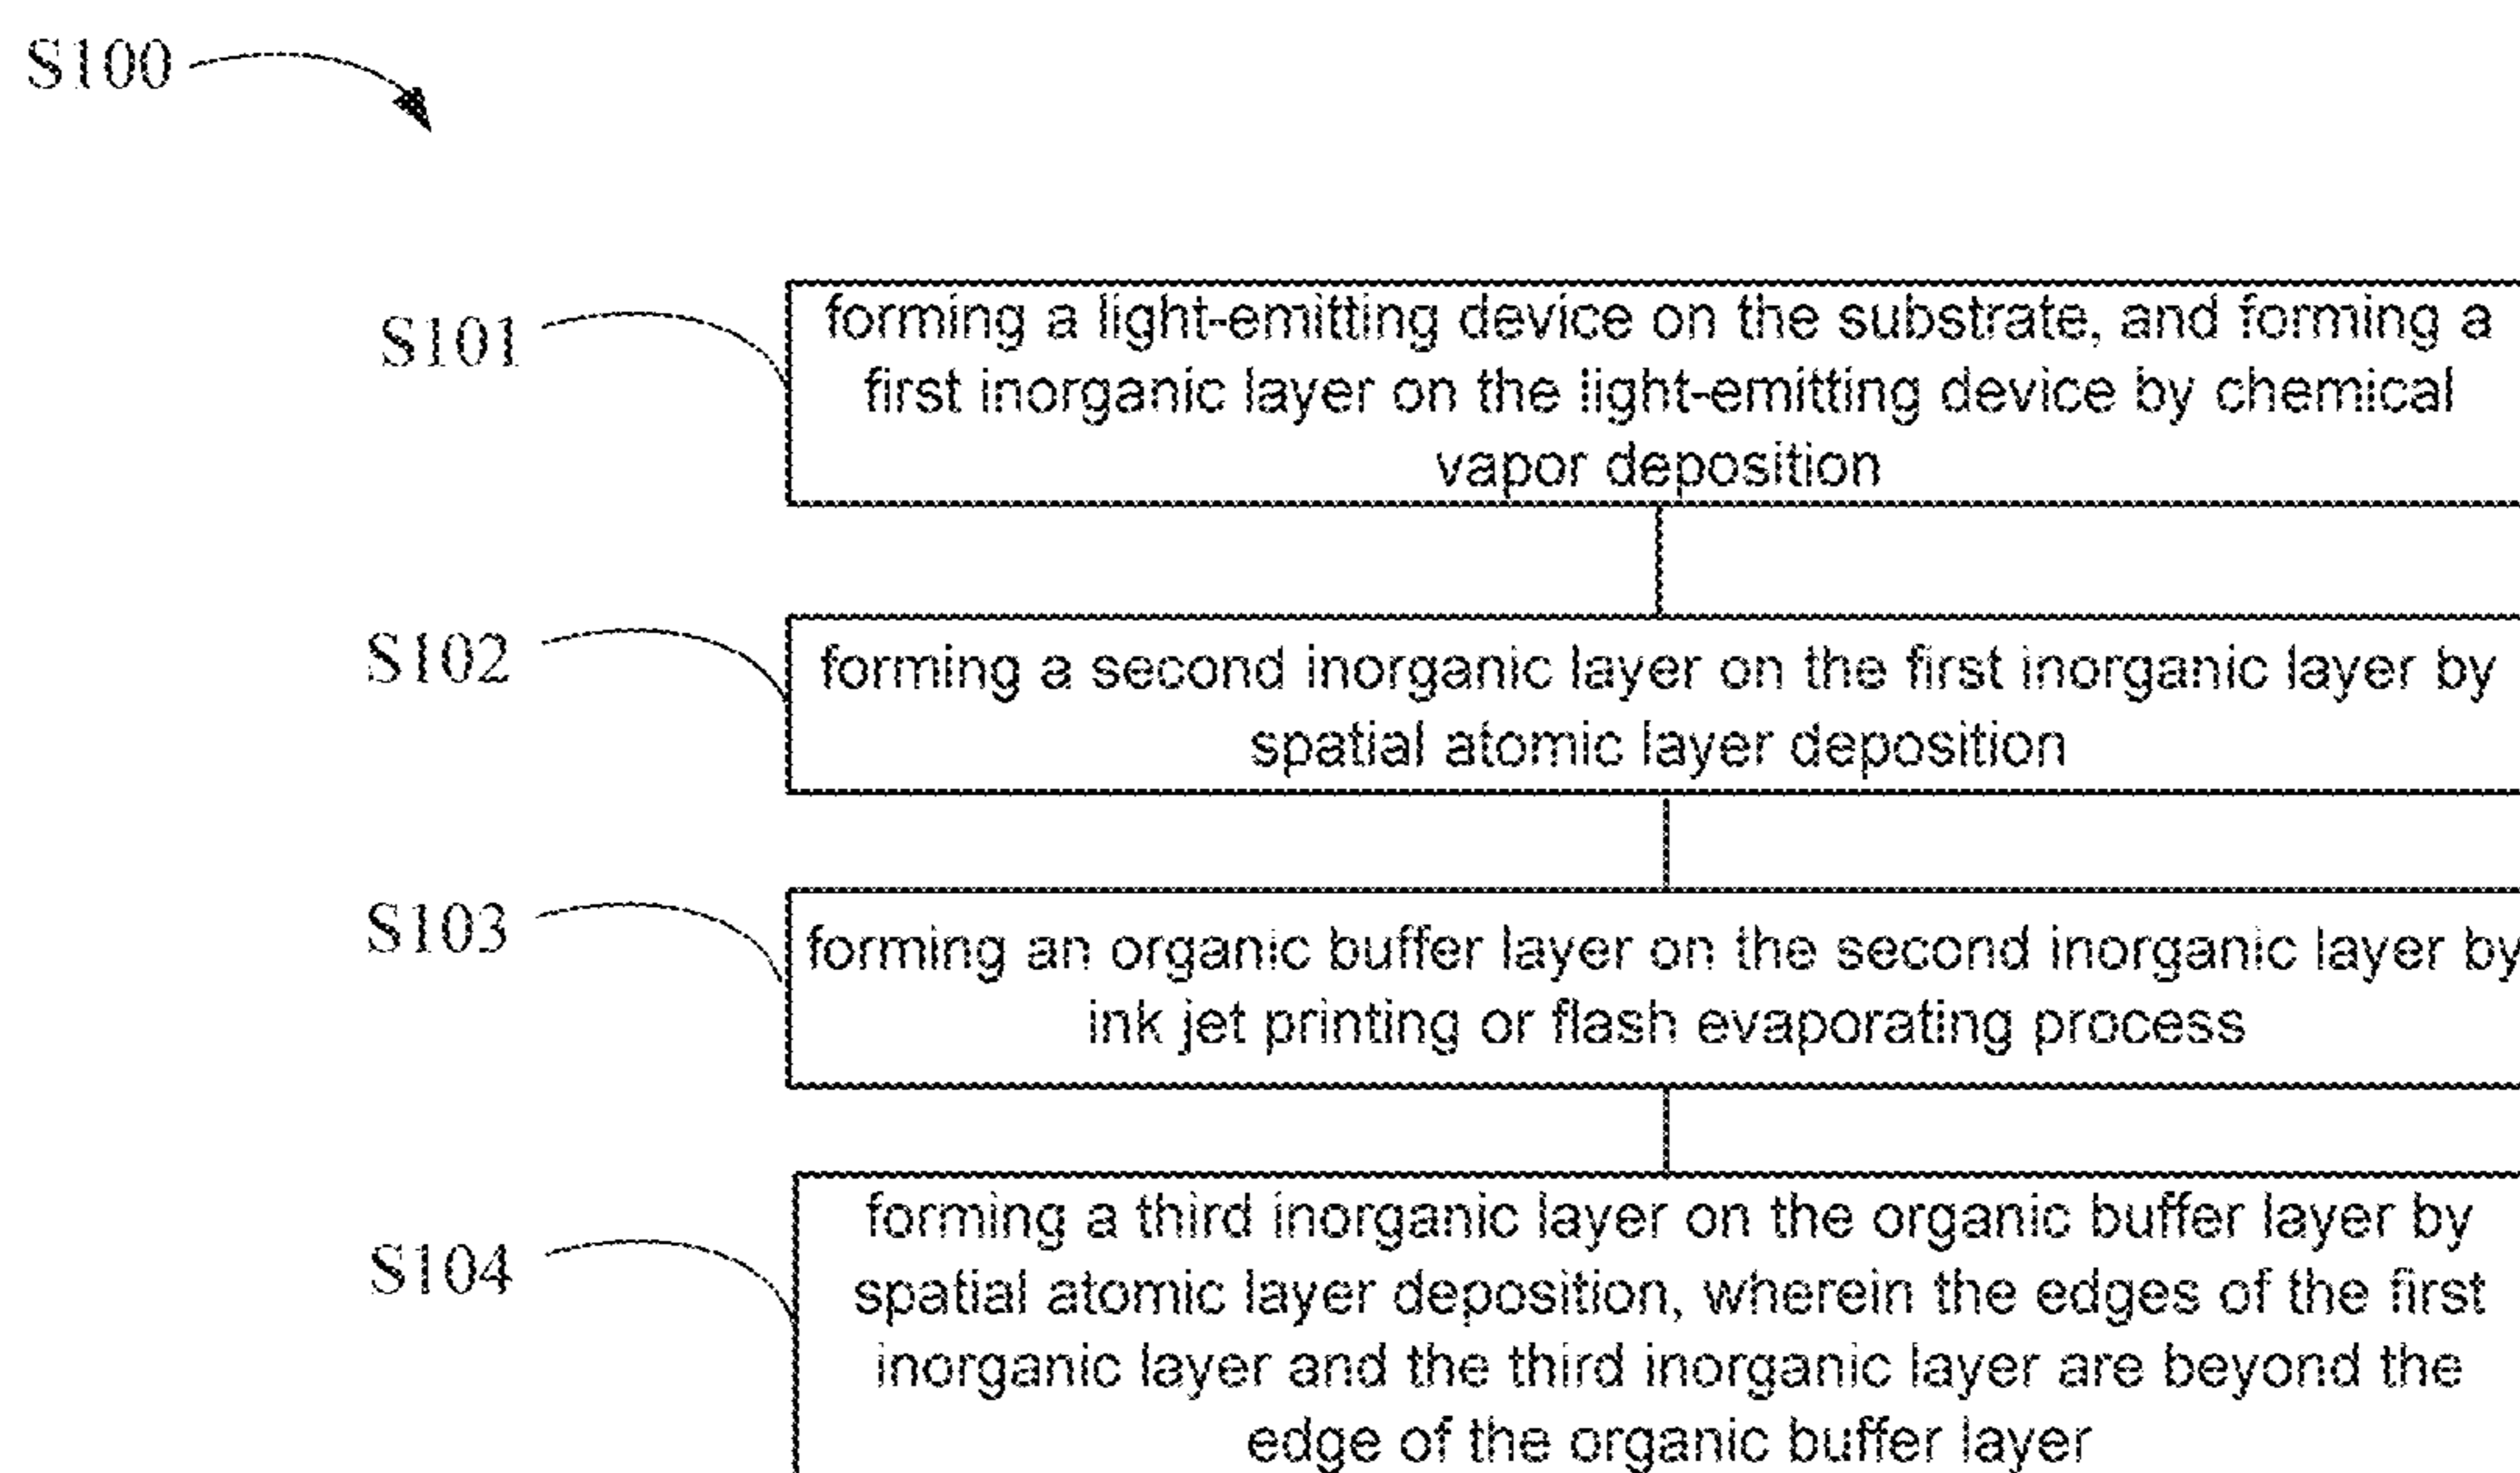 S100
S101
forming a light-emitting device on the substrate, and forming a
first inorganic layer on the light-emitting device by chemical
vapor deposition
S102
forming a second inorganic layer on the first inorganic layer by
spatial atomic layer deposition
S103
forming an organic buffer layer on the second inorganic layer by
ink jet printing or flash evaporating process
S104
forming a third inorganic layer on the organic buffer layer by
spatial atomic layer deposition, wherein the edges of the first
inorganic layer and the third inorganic layer are beyond the
edge of the organic buffer layer